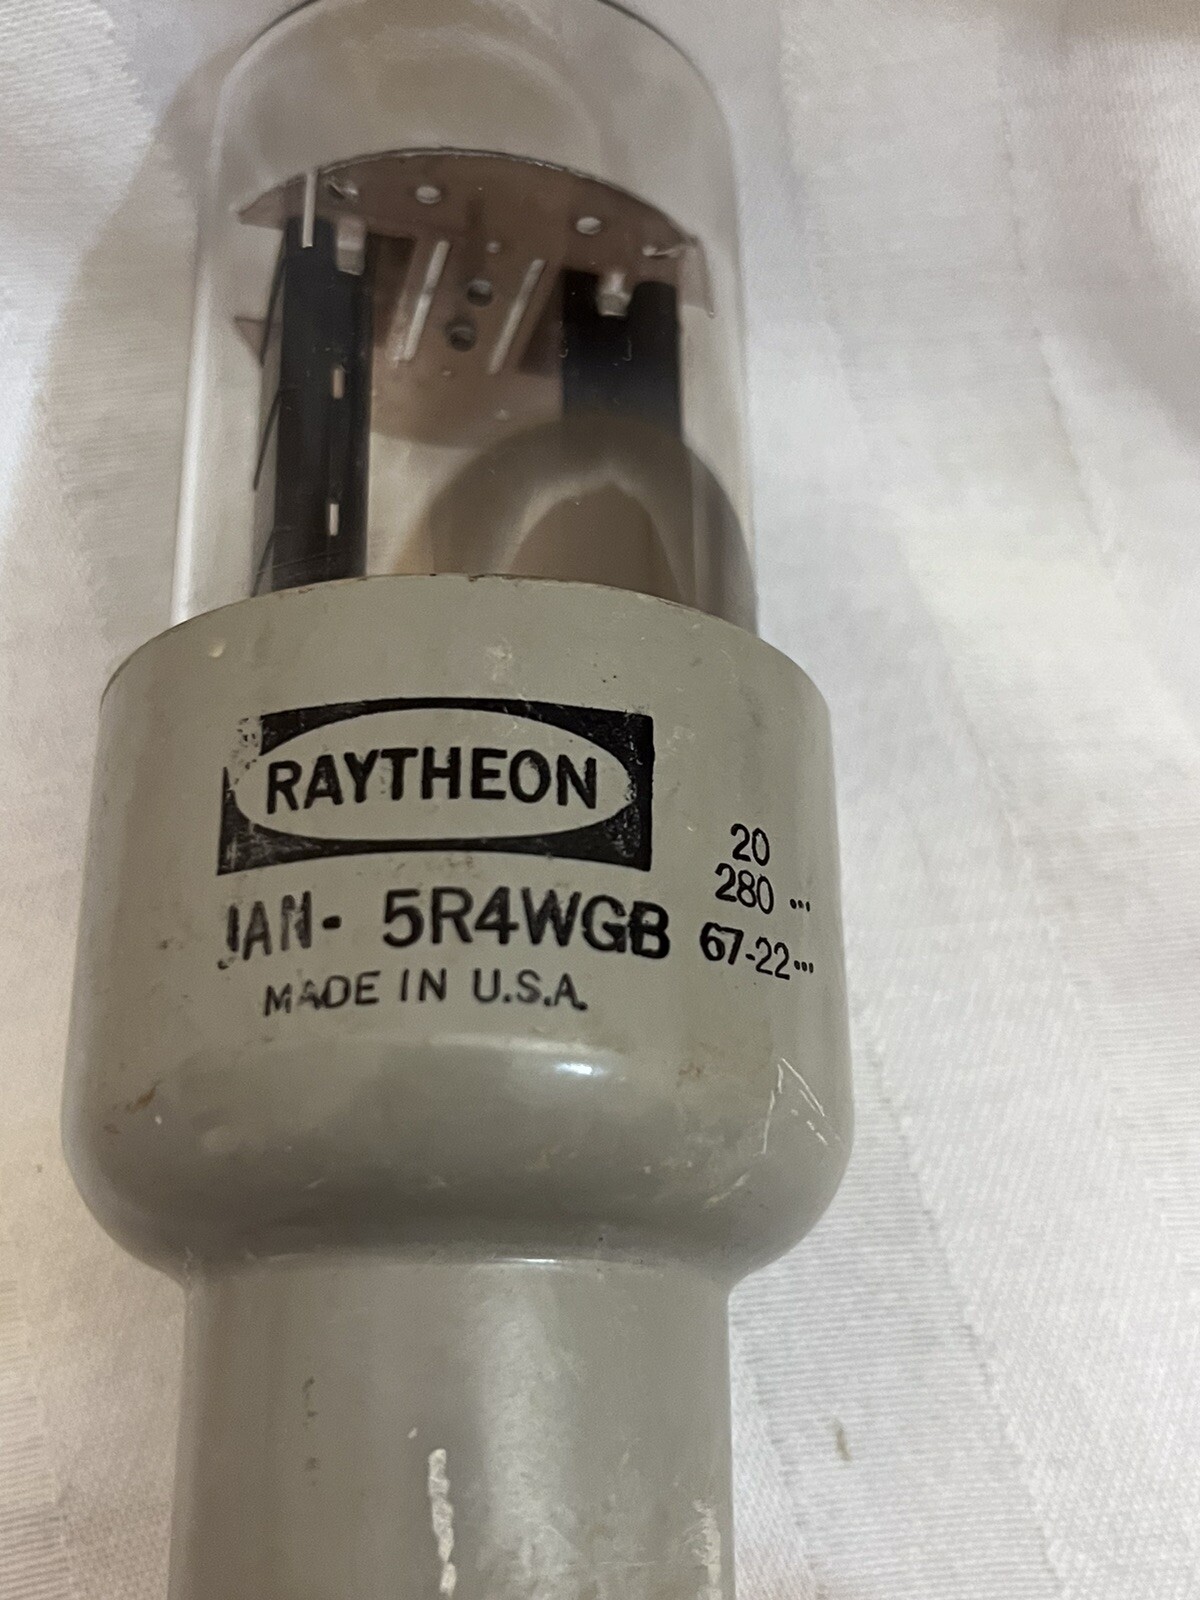 RAYTHEON
JAN- 5R4WGB
MADE IN U.S.A.
20
280 ...
67-22...